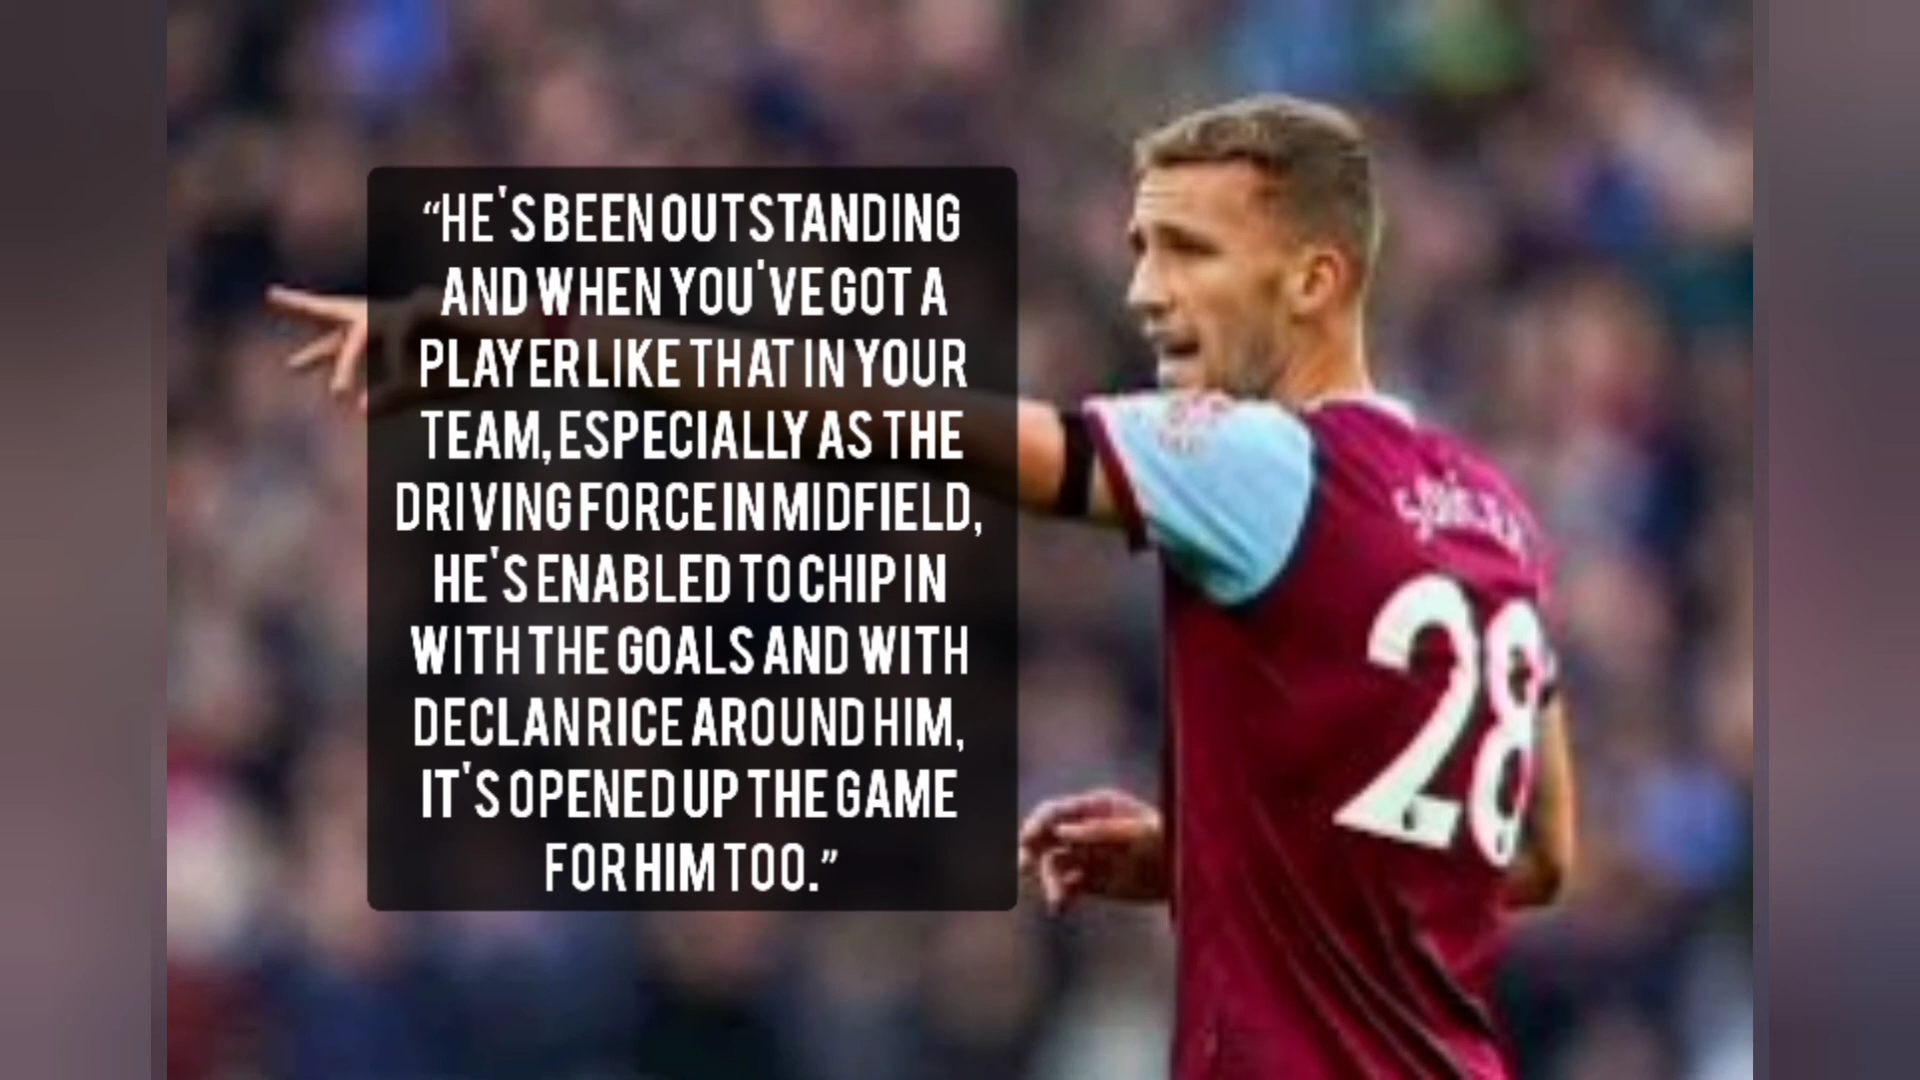 “HE'S BEEN OUTSTANDING
AND WHEN YOU'VE GOT A
PLAYER LIKE THAT IN YOUR
TEAM, ESPECIALLY AS THE
DRIVING FORCE IN MIDFIELD,
HE'S ENABLED TO CHIP IN
WITH THE GOALS AND WITH
DECLAN RICE AROUND HIM,
IT'S OPENED UP THE GAME
FOR HIM TOO.”
28